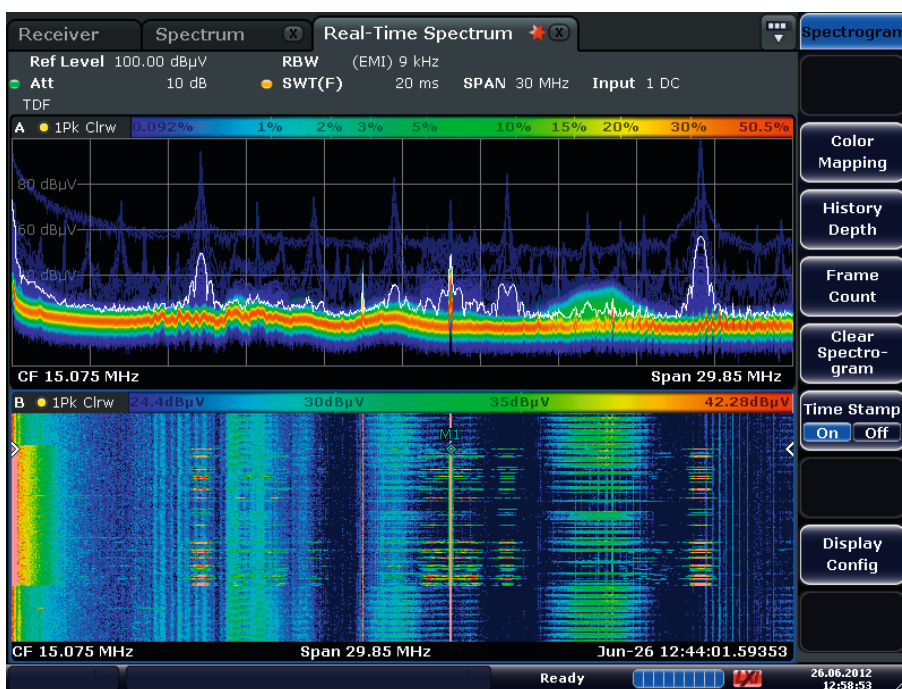 Receiver
Spectrum
X
Real-Time Spectrum
X
Ref Level 100.00 dBµV
RBW (EMI) 9 kHz
Att 10 dB
SWT(F) 20 ms
SPAN 30 MHz
Input 1 DC
TDF
A 1Pk Clrw 0.092% 1% 2% 3% 5% 10% 15% 20% 30% 50.5%
80 dBµV
60 dBµV
dBµV
CF 15.075 MHz
Span 29.85 MHz
B 1Pk Clrw 24.4dBµV 30dBµV 35dBµV 42.28dBµV
M1
CF 15.075 MHz
Span 29.85 MHz
Jun-26 12:44:01.59353
Spectrogram
Color
Mapping
History
Depth
Frame
Count
Clear
Spectro-
gram
Time Stamp
On Off
Display
Config
Ready
LXI
26.06.2012
12:58:53